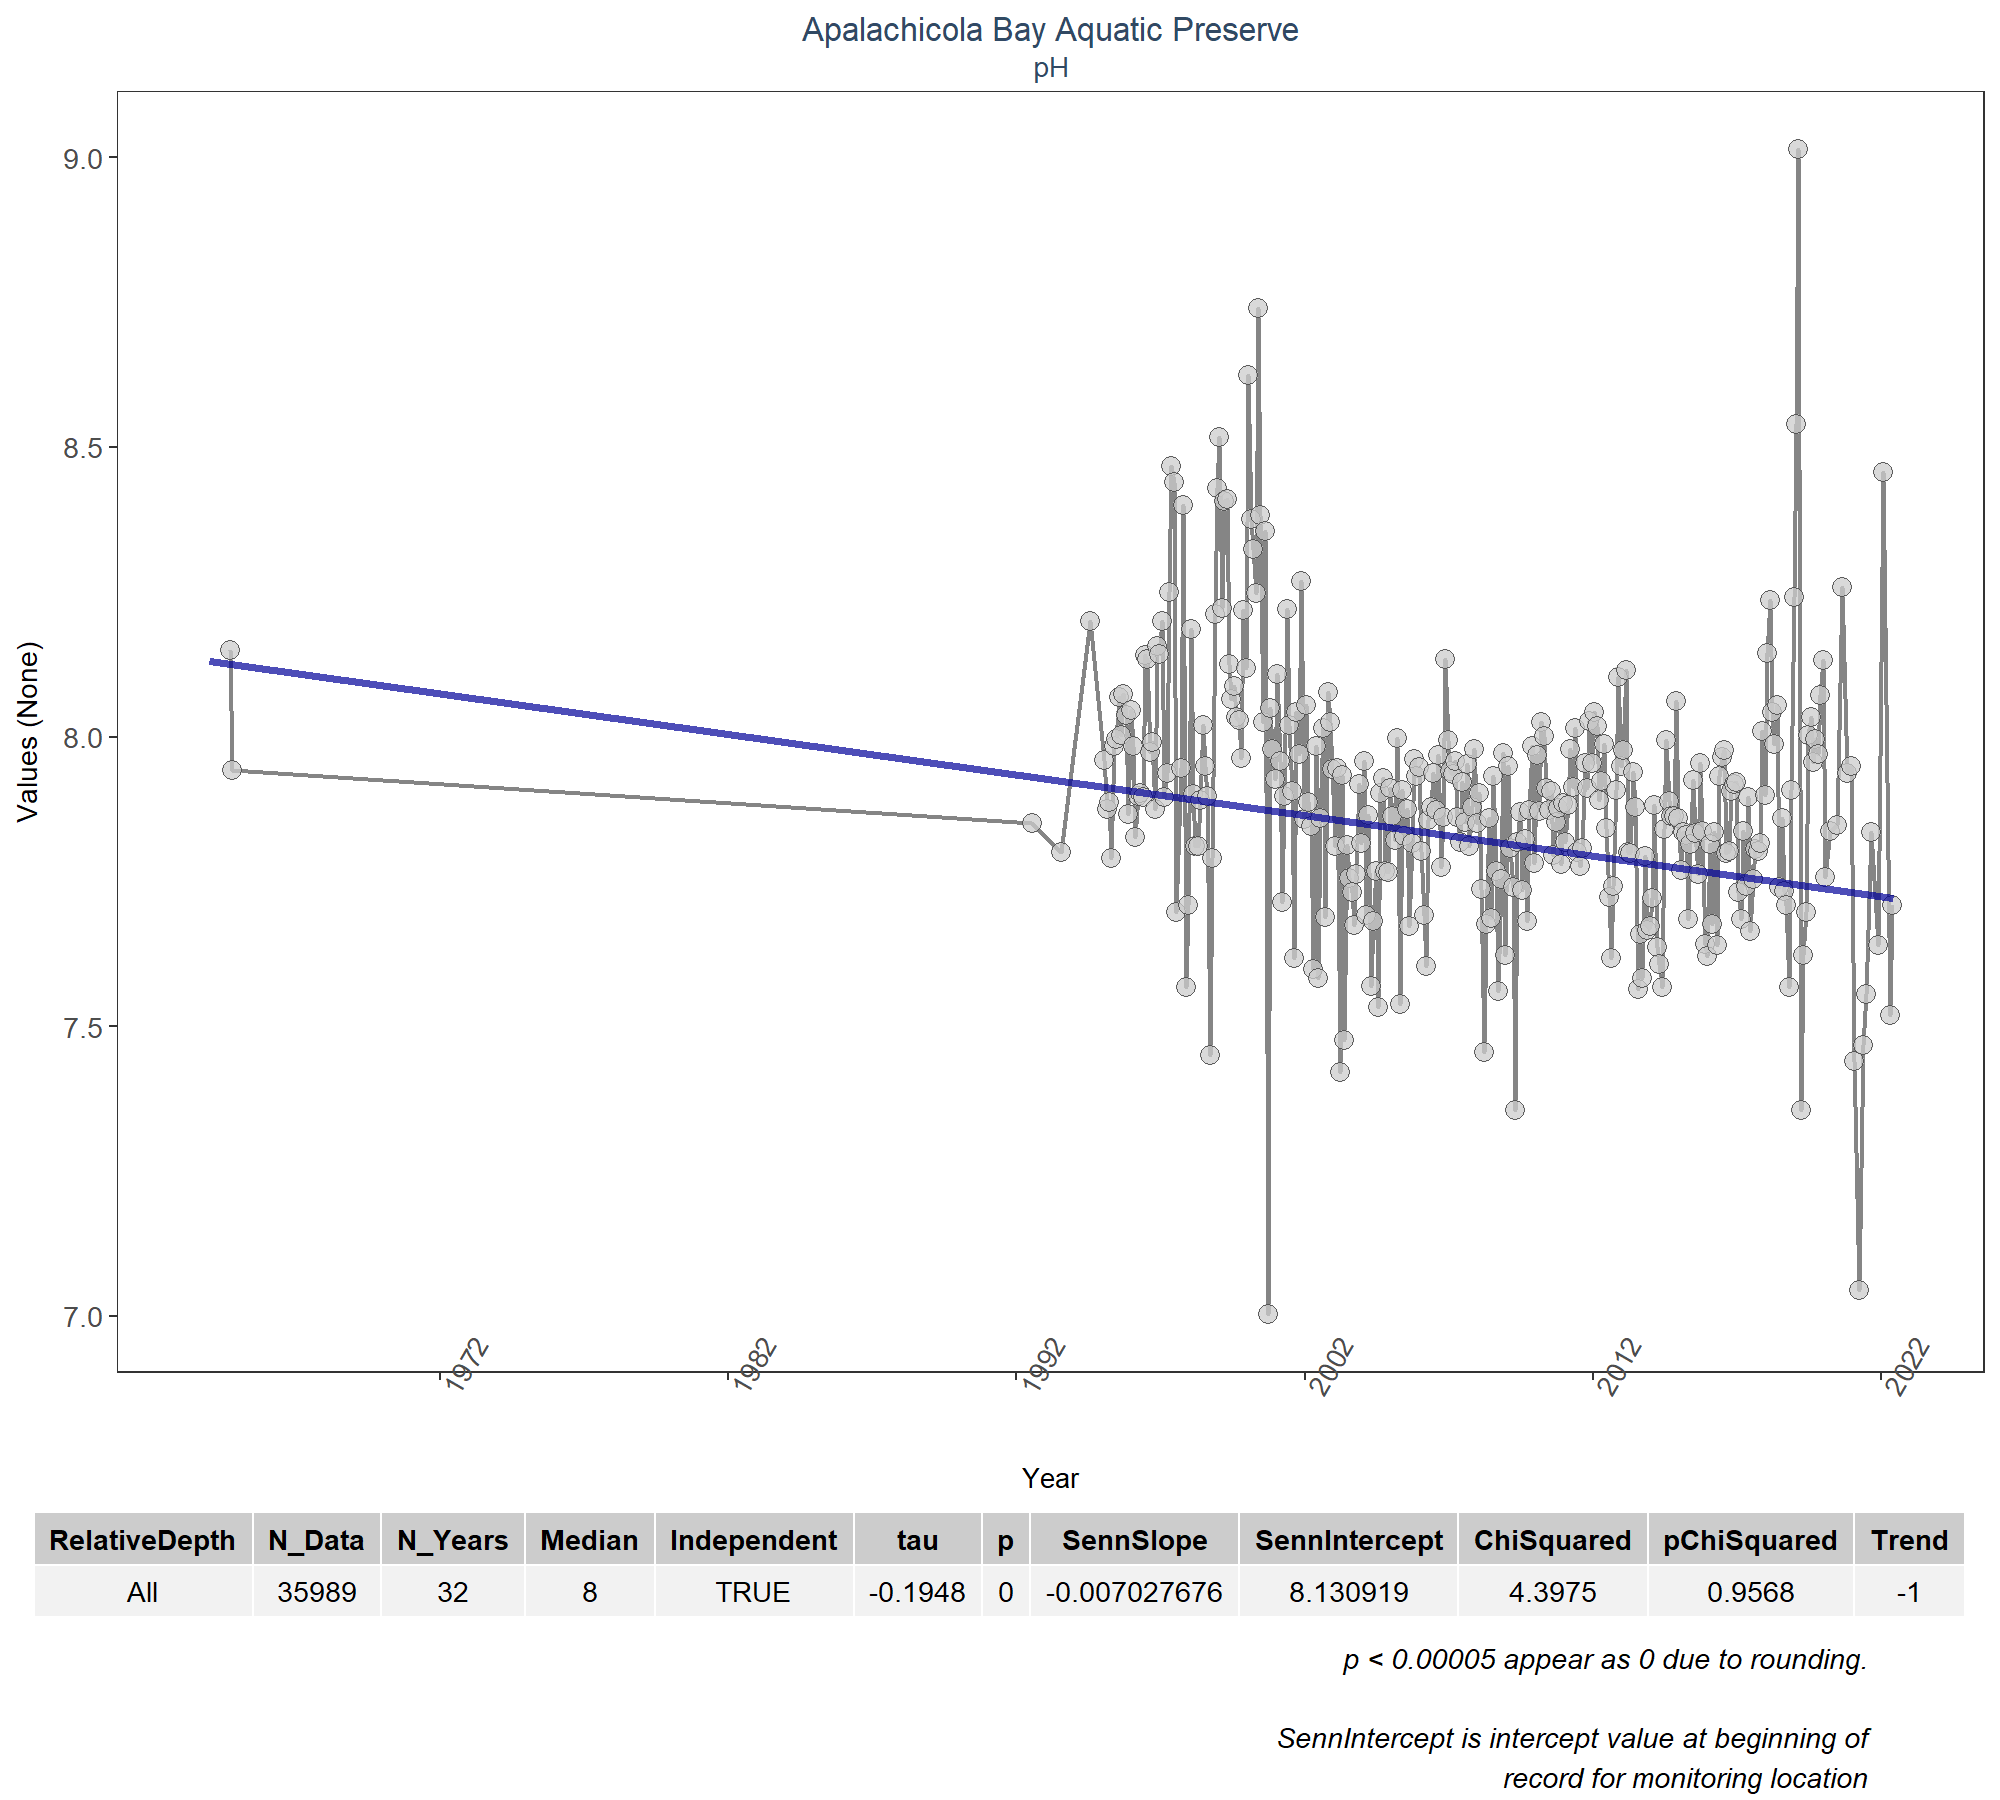 Apalachicola Bay Aquatic Preserve
pH
9.0
8.5
8.0
7.5
7.0
Values (None)
1972 1982 1992 2002 2012 2022
Year
RelativeDepth N_Data N_Years Median Independent tau p SennSlope SennIntercept ChiSquared pChiSquared Trend
All 35989 32 8 TRUE -0.1948 0 -0.007027676 8.130919 4.3975 0.9568 -1
p < 0.00005 appear as 0 due to rounding.
SennIntercept is intercept value at beginning of
record for monitoring location